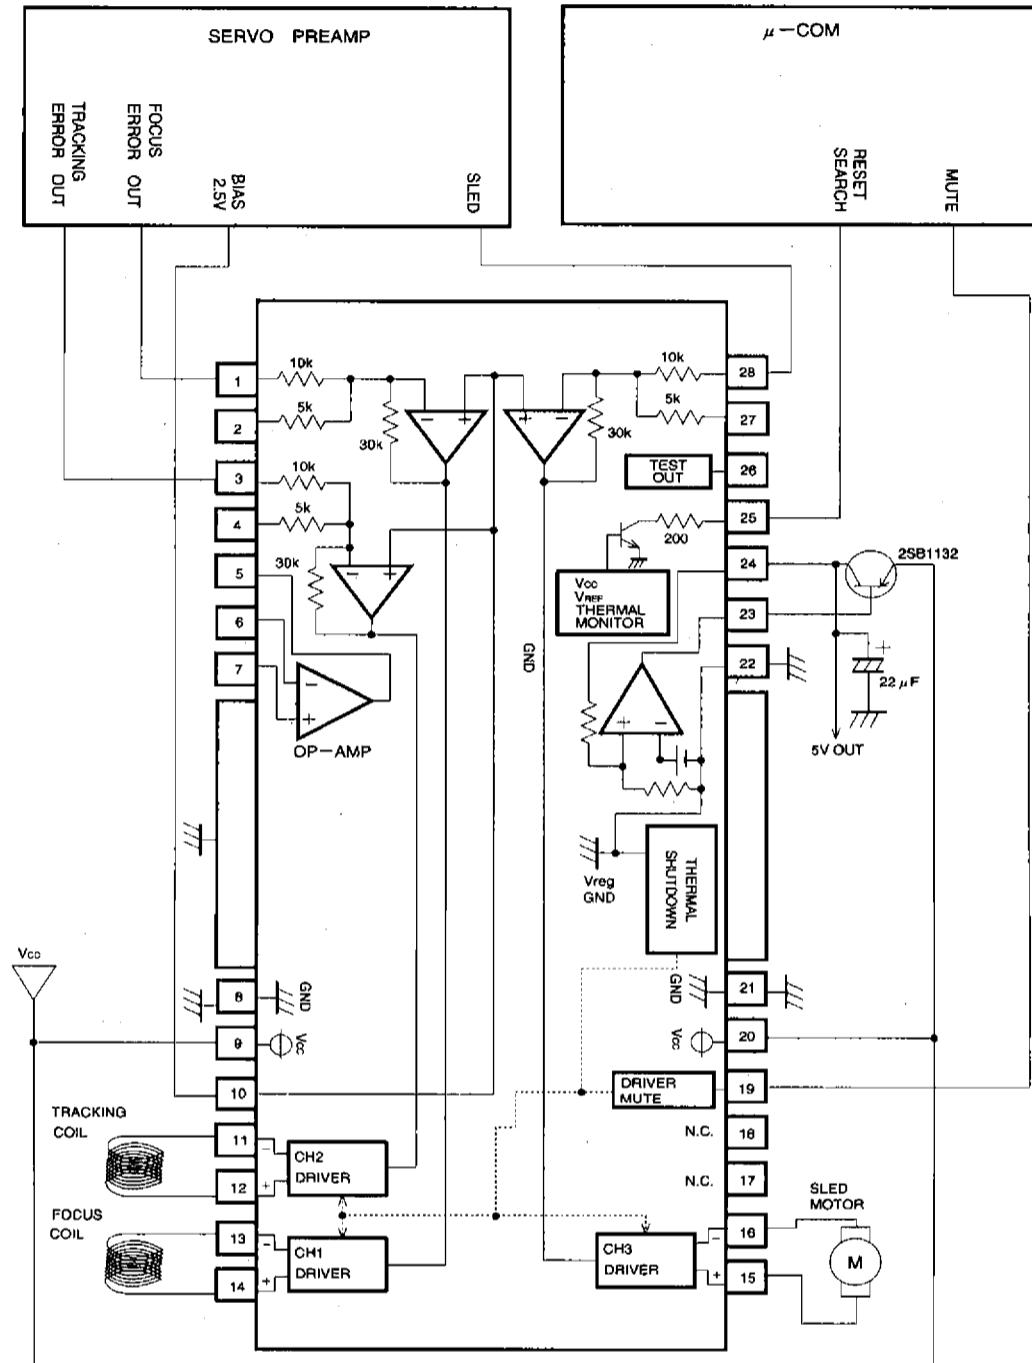 SERVO PREAMP
μ-COM
TRACKING
ERROR OUT
FOCUS
ERROR OUT
BIAS
2.5V
SLED
RESET
SEARCH
MUTE
1
10k
2
5k
30k
3
10k
4
5k
30k
5
6
7
OP-AMP
10k
28
5k
27
30k
TEST
OUT
26
25
200
24
2SB1132
VCC
VREF
THERMAL
MONITOR
23
GND
22
+
22μF
5V OUT
Vreg
GND
THERMAL
SHUTDOWN
Vcc
8
GND
GND
21
9
Vcc
Vcc
20
10
DRIVER
MUTE
19
TRACKING
COIL
11
12
CH2
DRIVER
N.C.
18
N.C.
17
FOCUS
COIL
13
14
CH1
DRIVER
CH3
DRIVER
16
15
SLED
MOTOR
M